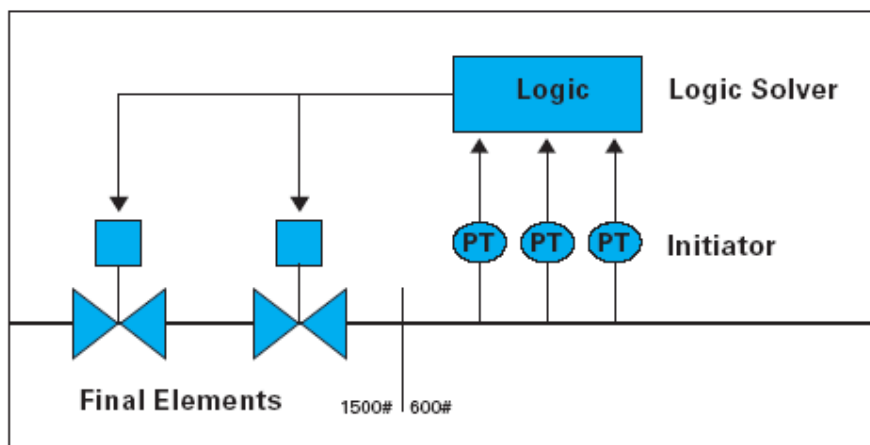 Logic
Logic Solver
PT PT PT
Initiator
Final Elements
1500# 600#